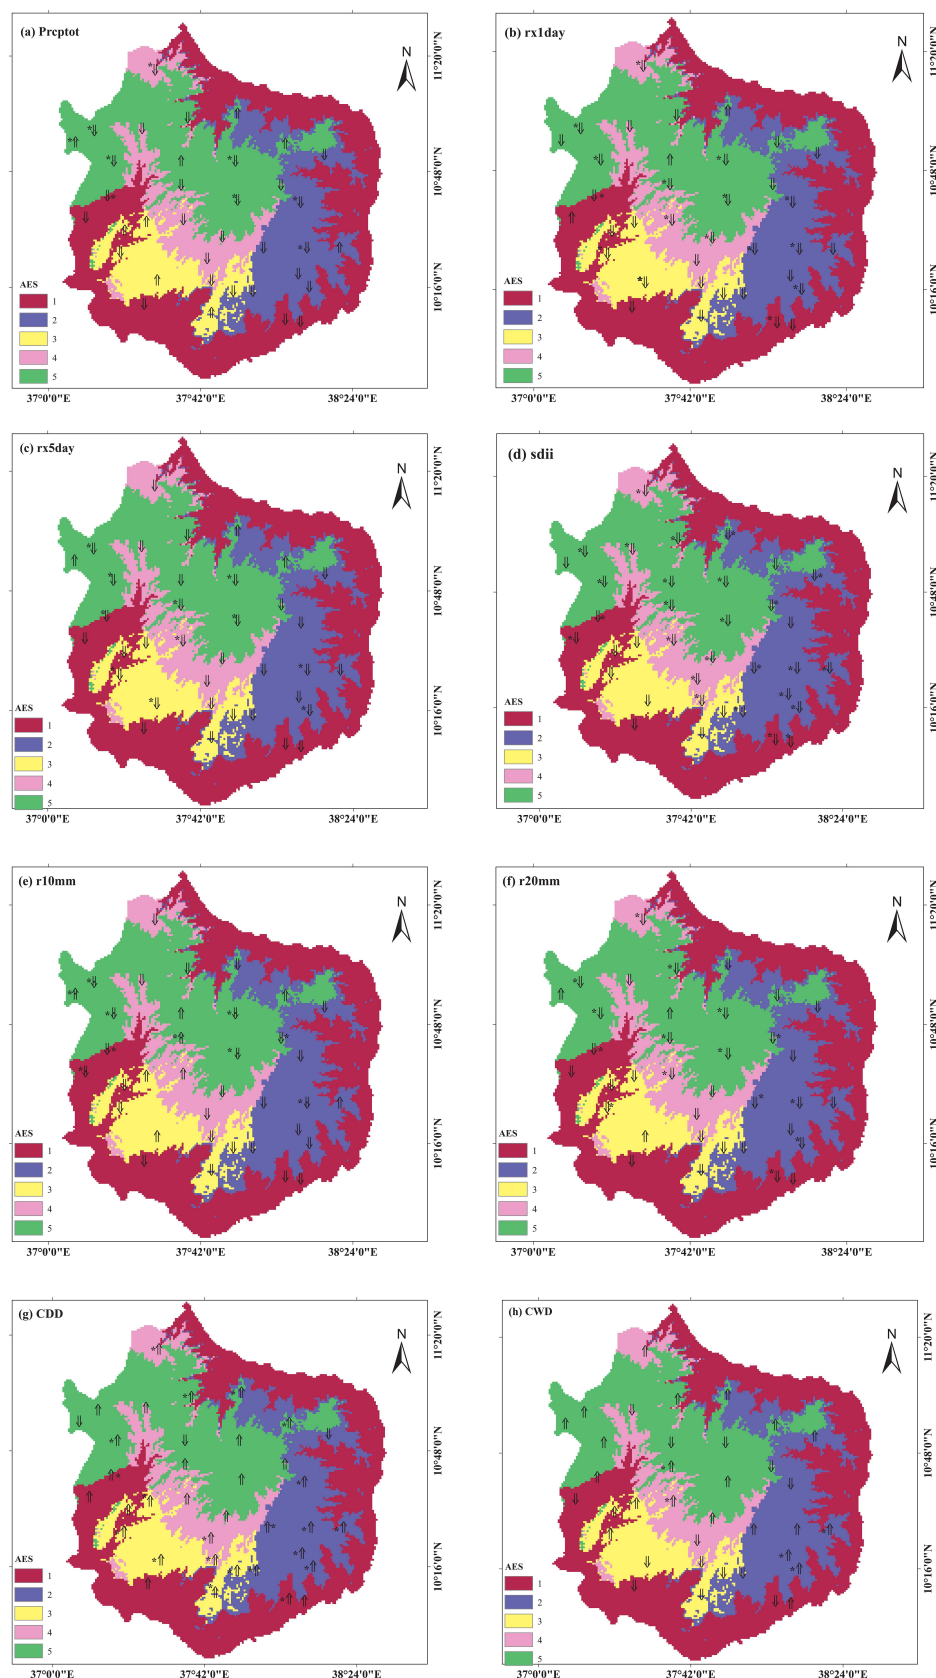 (a) Prcptot
N
11°20'0"N
10°48'0"N
10°16'0"N
AES
1
2
3
4
5
37°0'0"E
37°42'0"E
38°24'0"E
(b) rx1day
N
11°20'0"N
10°48'0"N
10°16'0"N
AES
1
2
3
4
5
37°0'0"E
37°42'0"E
38°24'0"E
(c) rx5day
N
11°20'0"N
10°48'0"N
10°16'0"N
AES
1
2
3
4
5
37°0'0"E
37°42'0"E
38°24'0"E
(d) sdii
N
11°20'0"N
10°48'0"N
10°16'0"N
AES
1
2
3
4
5
37°0'0"E
37°42'0"E
38°24'0"E
(e) r10mm
N
11°20'0"N
10°48'0"N
10°16'0"N
AES
1
2
3
4
5
37°0'0"E
37°42'0"E
38°24'0"E
(f) r20mm
N
11°20'0"N
10°48'0"N
10°16'0"N
AES
1
2
3
4
5
37°0'0"E
37°42'0"E
38°24'0"E
(g) CDD
N
11°20'0"N
10°48'0"N
10°16'0"N
AES
1
2
3
4
5
37°0'0"E
37°42'0"E
38°24'0"E
(h) CWD
N
11°20'0"N
10°48'0"N
10°16'0"N
AES
1
2
3
4
5
37°0'0"E
37°42'0"E
38°24'0"E